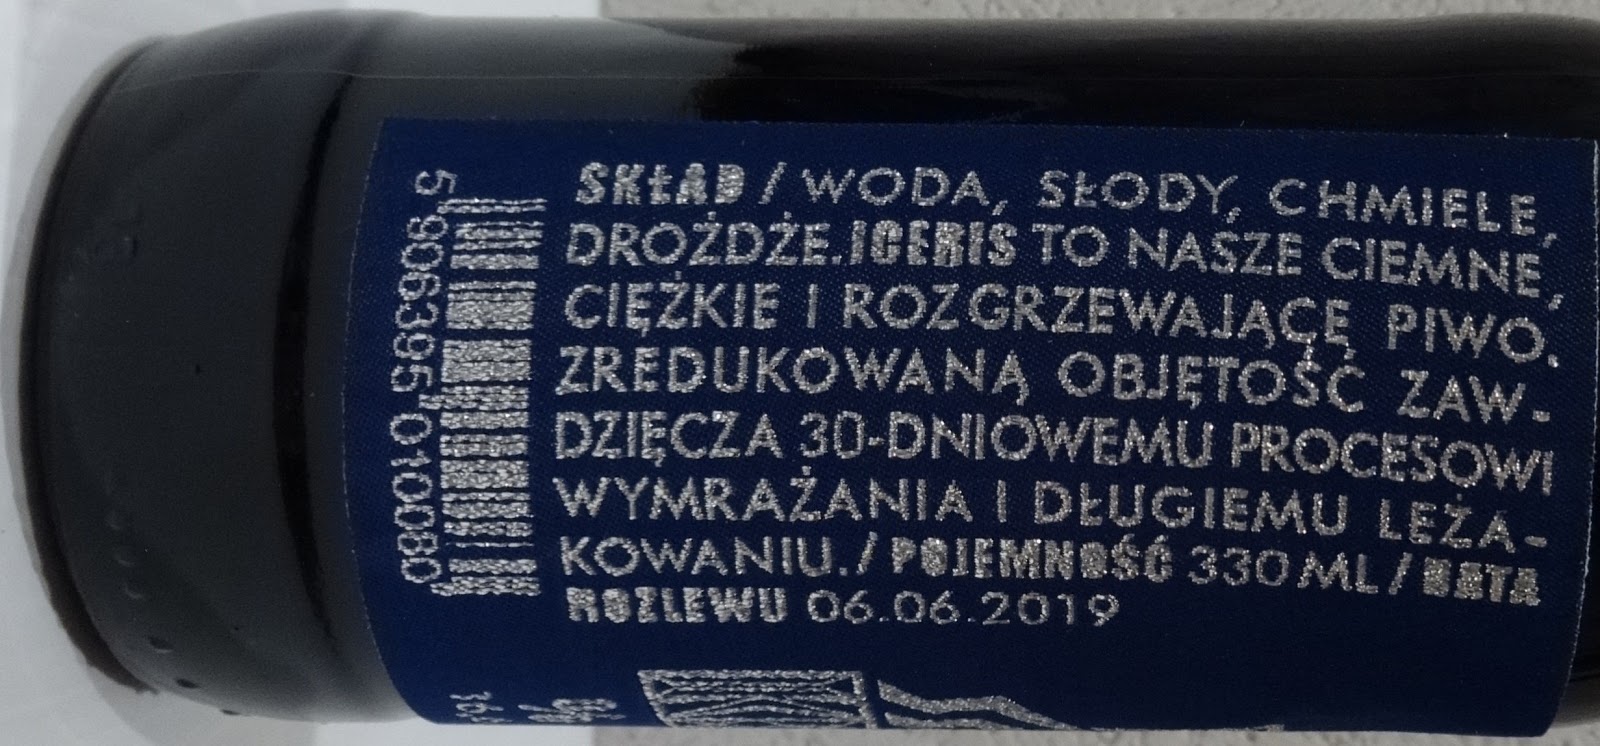 SKŁAD / WODA, SŁODY, CHMIELE,
DROŻDŻE. ICERIS TO NASZE CIEMNE,
CIĘŻKIE I ROZGRZEWAJĄCE PIWO.
ZREDUKOWANĄ OBJĘTOŚĆ ZAW-
DZIĘCZA 30-DNIOWEMU PROCESOWI
WYMRAŻANIA I DŁUGIEMU LEŻA-
KOWANIU. / POJEMNOŚĆ 330 ML / DATA
ROZLEWU 06.06.2019
5 906395 010080